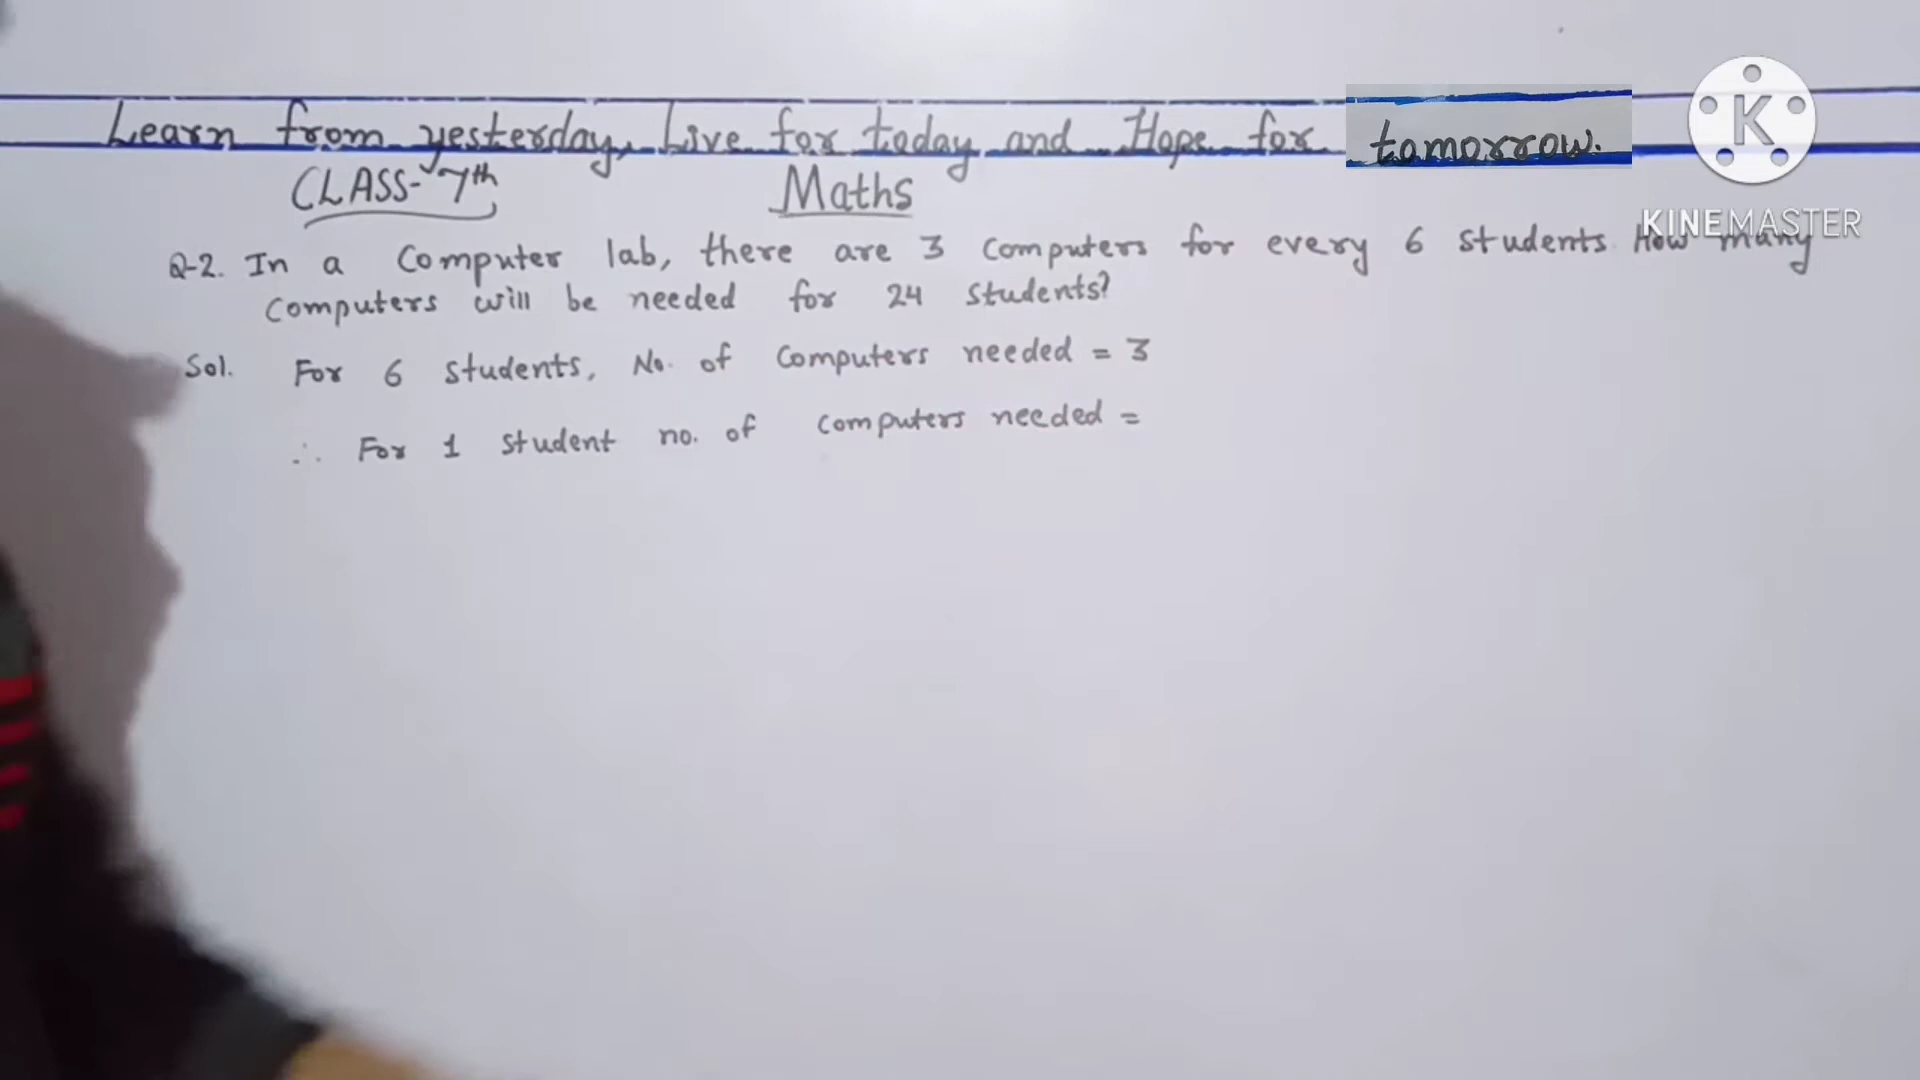 Learn from yesterday, Live for today and Hope for tomorrow.
CLASS-7th Maths
KINEMASTER
Q-2. In a Computer lab, there are 3 Computers for every 6 Students. How many
Computers will be needed for 24 Students?
Sol. For 6 Students, No. of Computers needed = 3
∴ For 1 Student no. of Computers needed =